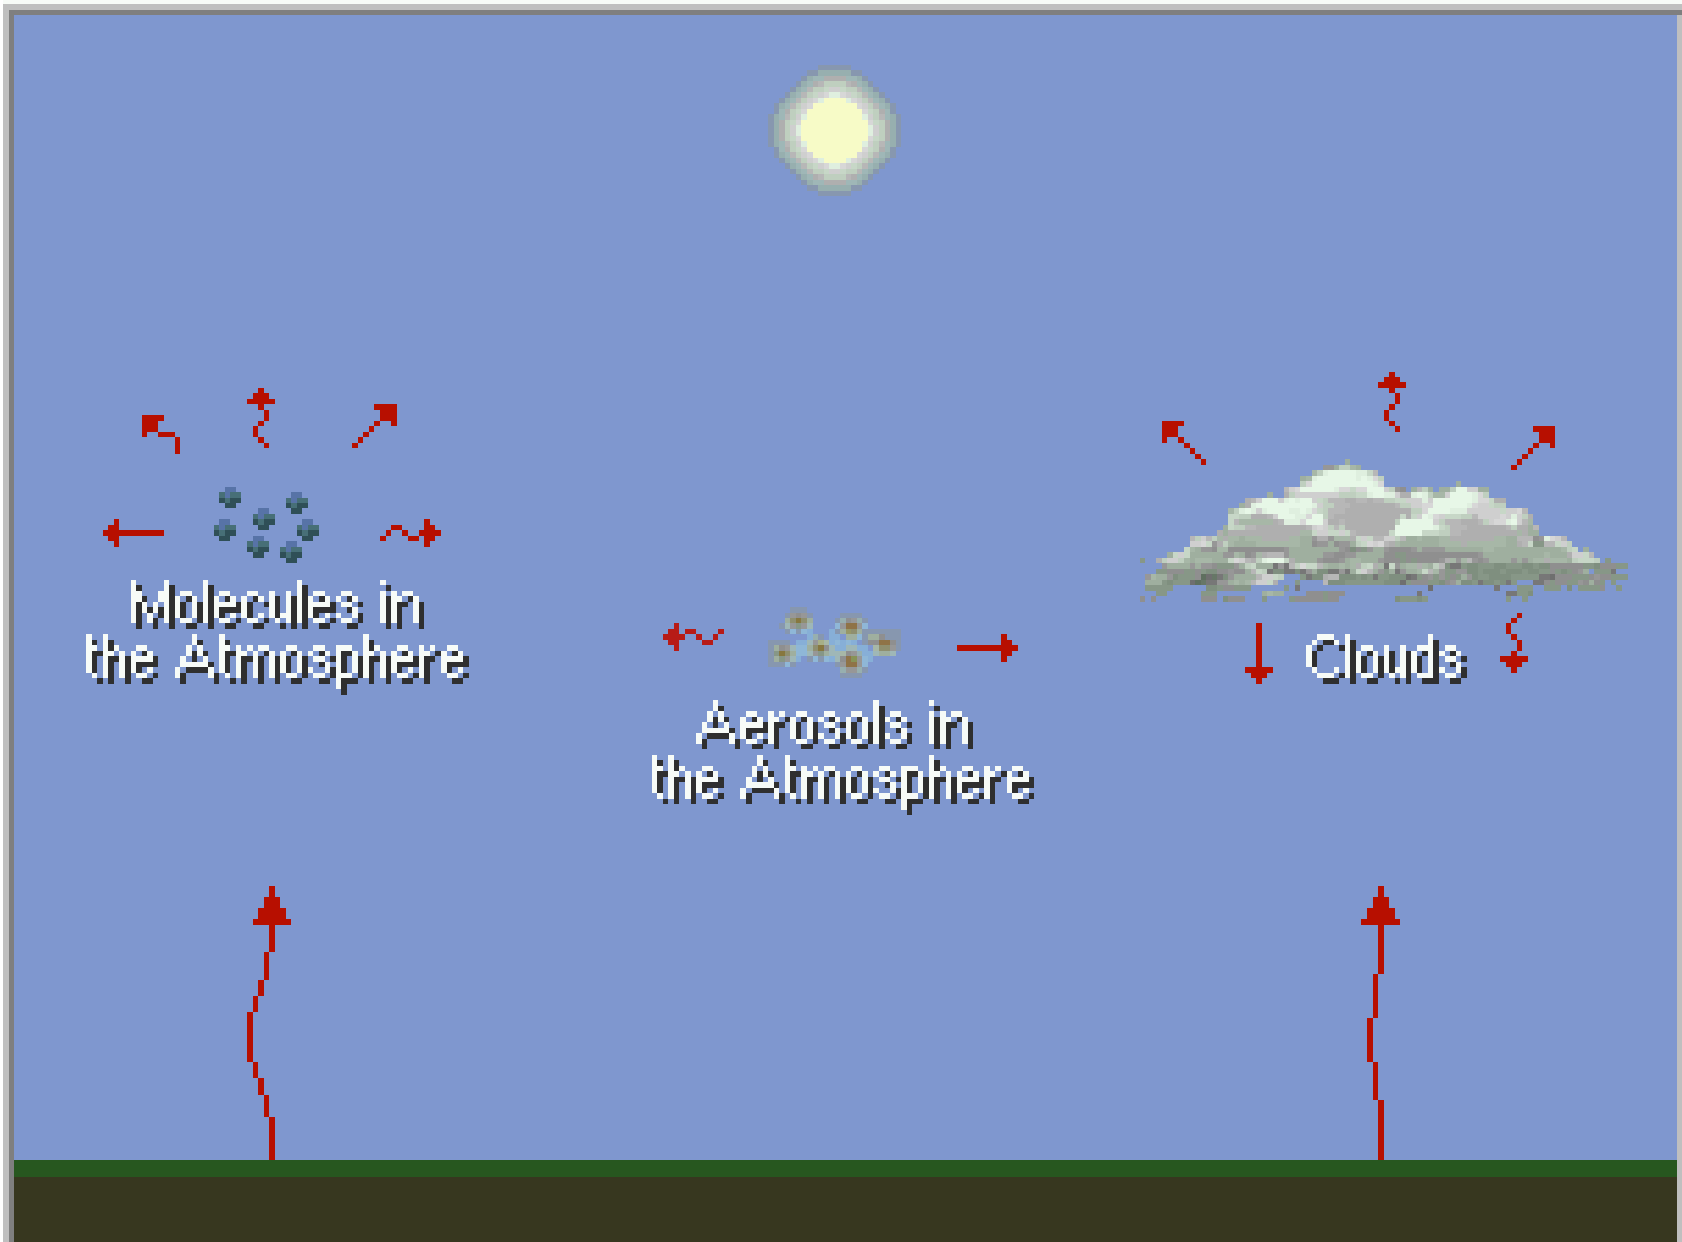 Molecules in
the Atmosphere
Aerosols in
the Atmosphere
Clouds